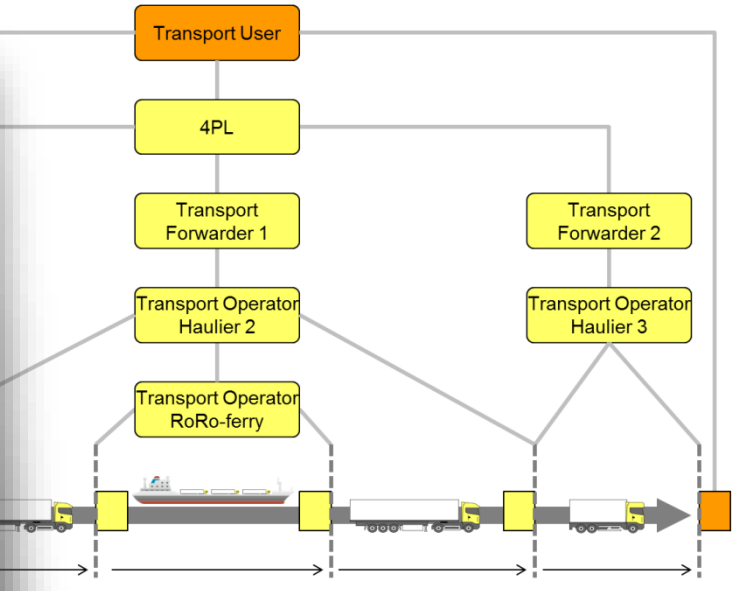 Transport User
4PL
Transport
Forwarder 1
Transport
Forwarder 2
Transport Operator
Haulier 2
Transport Operator
Haulier 3
Transport Operator
RoRo-ferry